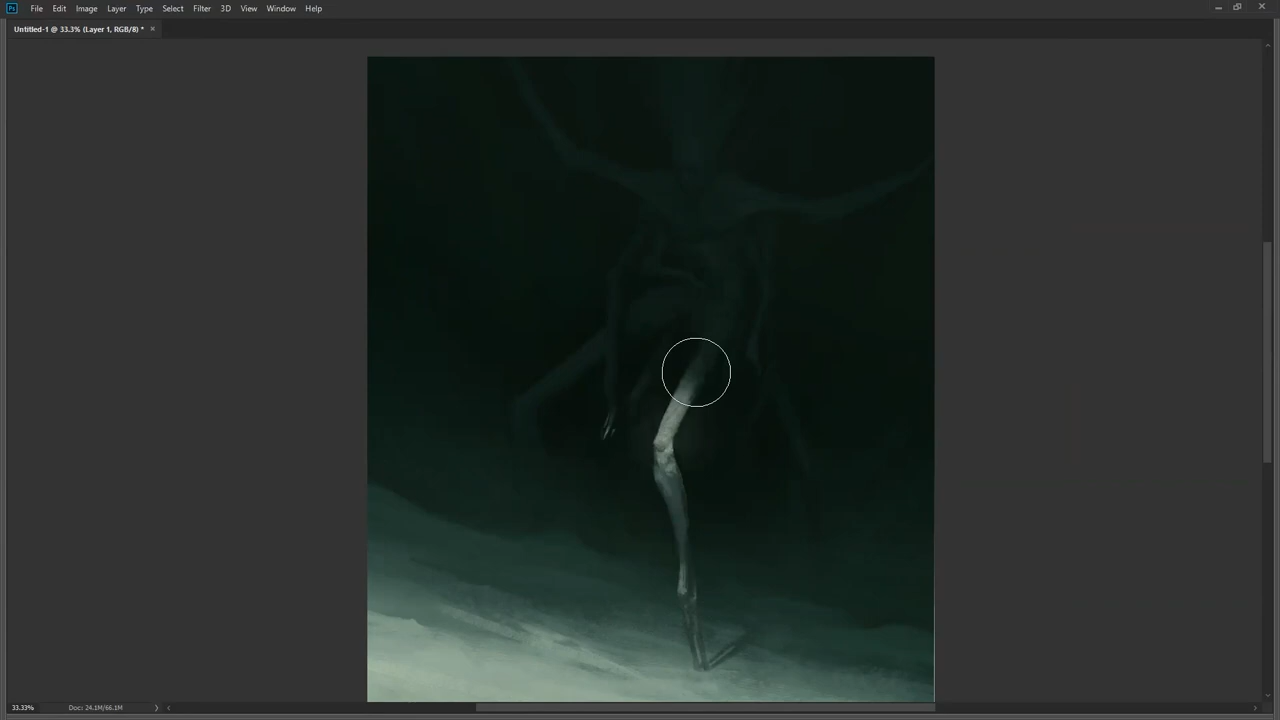 Ps File Edit Image Layer Type Select Filter 3D View Window Help
Untitled-1 @ 33.3% (Layer 1, RGB/8) * ×
33.33% Doc: 24.1M/66.1M